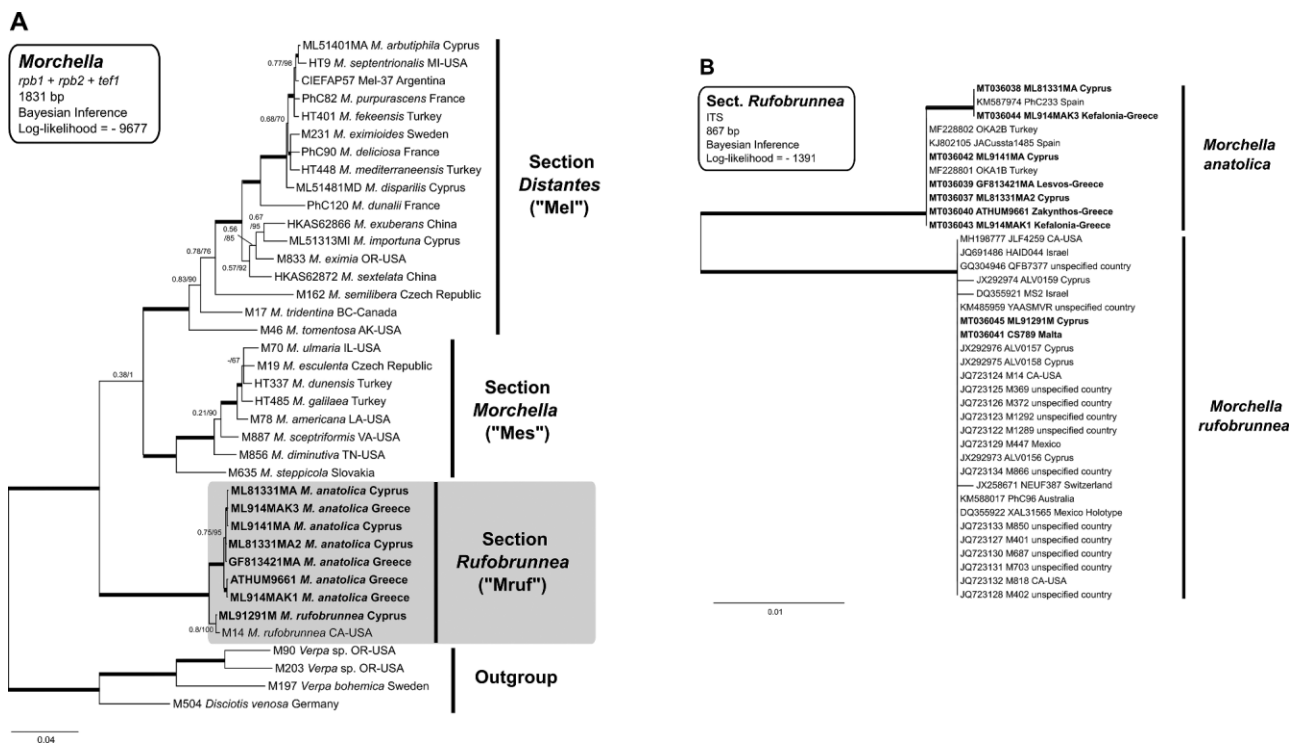 A
Morchella
rpb1 + rpb2 + tef1
1831 bp
Bayesian Inference
Log-likelihood = - 9677
ML51401MA M. arbutiphila Cyprus
0.77/98
HT9 M. septentrionalis MI-USA
CIEFAP57 Mel-37 Argentina
PhC82 M. purpurascens France
HT401 M. fekeensis Turkey
0.68/70
M231 M. eximioides Sweden
PhC90 M. deliciosa France
HT448 M. mediterraneensis Turkey
ML51481MD M. disparilis Cyprus
PhC120 M. dunalii France
0.67
/95
HKAS62866 M. exuberans China
0.56
/85
ML51313MI M. importuna Cyprus
M833 M. eximia OR-USA
0.57/92
HKAS62872 M. sextelata China
0.78/76
M162 M. semilibera Czech Republic
0.83/90
M17 M. tridentina BC-Canada
M46 M. tomentosa AK-USA
Section
Distantes
("Mel")
M70 M. ulmaria IL-USA
-/67
M19 M. esculenta Czech Republic
HT337 M. dunensis Turkey
0.38/1
HT485 M. galilaea Turkey
M78 M. americana LA-USA
0.21/90
M887 M. sceptriformis VA-USA
M856 M. diminutiva TN-USA
M635 M. steppicola Slovakia
Section
Morchella
("Mes")
ML81331MA M. anatolica Cyprus
ML914MAK3 M. anatolica Greece
ML9141MA M. anatolica Cyprus
0.75/95
ML81331MA2 M. anatolica Cyprus
GF813421MA M. anatolica Greece
ATHUM9661 M. anatolica Greece
ML914MAK1 M. anatolica Greece
ML91291M M. rufobrunnea Cyprus
0.8/100
M14 M. rufobrunnea CA-USA
Section
Rufobrunnea
("Mruf")
M90 Verpa sp. OR-USA
M203 Verpa sp. OR-USA
M197 Verpa bohemica Sweden
M504 Disciotis venosa Germany
Outgroup
0.04
B
Sect. Rufobrunnea
ITS
867 bp
Bayesian Inference
Log-likelihood = - 1391
MT036038 ML81331MA Cyprus
KM587974 PhC233 Spain
MT036044 ML914MAK3 Kefalonia-Greece
MF228802 OKA2B Turkey
KJ802105 JACussta1485 Spain
MT036042 ML9141MA Cyprus
MF228801 OKA1B Turkey
MT036039 GF813421MA Lesvos-Greece
MT036037 ML81331MA2 Cyprus
MT036040 ATHUM9661 Zakynthos-Greece
MT036043 ML914MAK1 Kefalonia-Greece
Morchella
anatolica
MH198777 JLF4259 CA-USA
JQ691486 HAID044 Israel
GQ304946 QFB7377 unspecified country
JX292974 ALV0159 Cyprus
DQ355921 MS2 Israel
KM485959 YAASMVR unspecified country
MT036045 ML91291M Cyprus
MT036041 CS789 Malta
JX292976 ALV0157 Cyprus
JX292975 ALV0158 Cyprus
JQ723124 M14 CA-USA
JQ723125 M369 unspecified country
JQ723126 M372 unspecified country
JQ723123 M1292 unspecified country
JQ723122 M1289 unspecified country
JQ723129 M447 Mexico
JX292973 ALV0156 Cyprus
JQ723134 M866 unspecified country
JX258671 NEUF387 Switzerland
KM588017 PhC96 Australia
DQ355922 XAL31565 Mexico Holotype
JQ723133 M850 unspecified country
JQ723127 M401 unspecified country
JQ723130 M687 unspecified country
JQ723131 M703 unspecified country
JQ723132 M818 CA-USA
JQ723128 M402 unspecified country
Morchella
rufobrunnea
0.01